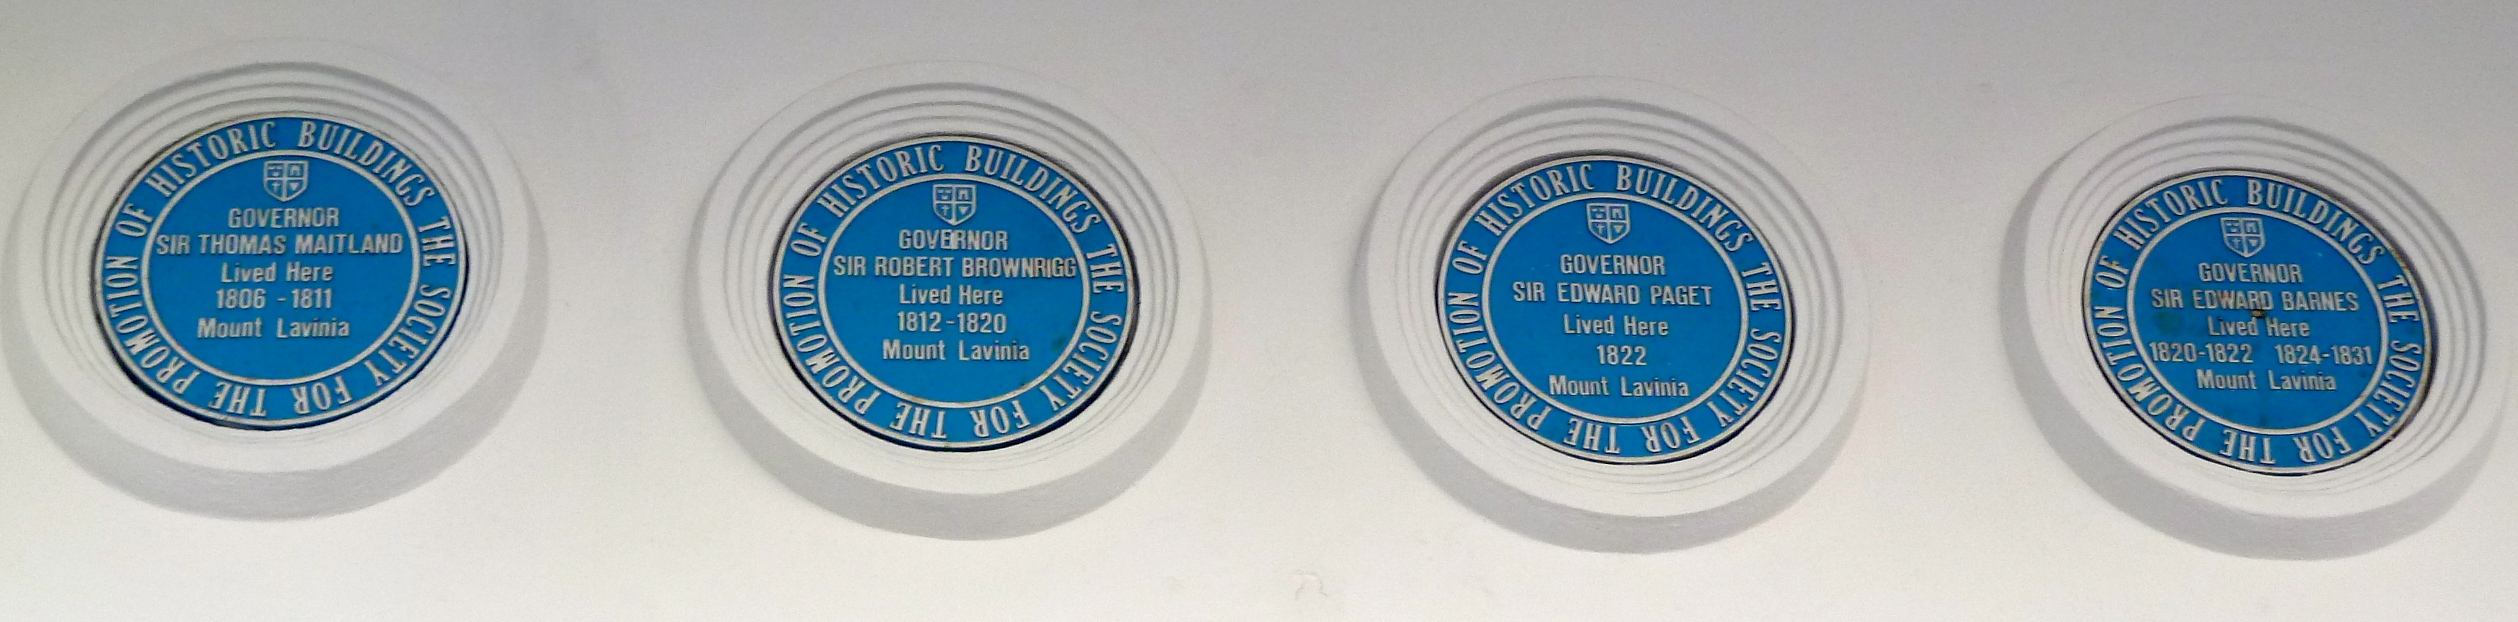 THE SOCIETY FOR THE PROMOTION OF HISTORIC BUILDINGS
GOVERNOR
SIR THOMAS MAITLAND
Lived Here
1806 - 1811
Mount Lavinia
THE SOCIETY FOR THE PROMOTION OF HISTORIC BUILDINGS
GOVERNOR
SIR ROBERT BROWNRIGG
Lived Here
1812-1820
Mount Lavinia
THE SOCIETY FOR THE PROMOTION OF HISTORIC BUILDINGS
GOVERNOR
SIR EDWARD PAGET
Lived Here
1822
Mount Lavinia
THE SOCIETY FOR THE PROMOTION OF HISTORIC BUILDINGS
GOVERNOR
SIR EDWARD BARNES
Lived Here
1820-1822 1824-1831
Mount Lavinia